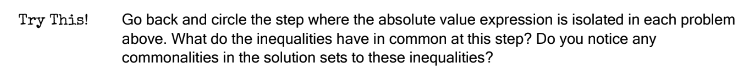 Try This! Go back and circle the step where the absolute value expression is isolated in each problem
above. What do the inequalities have in common at this step? Do you notice any
commonalities in the solution sets to these inequalities?